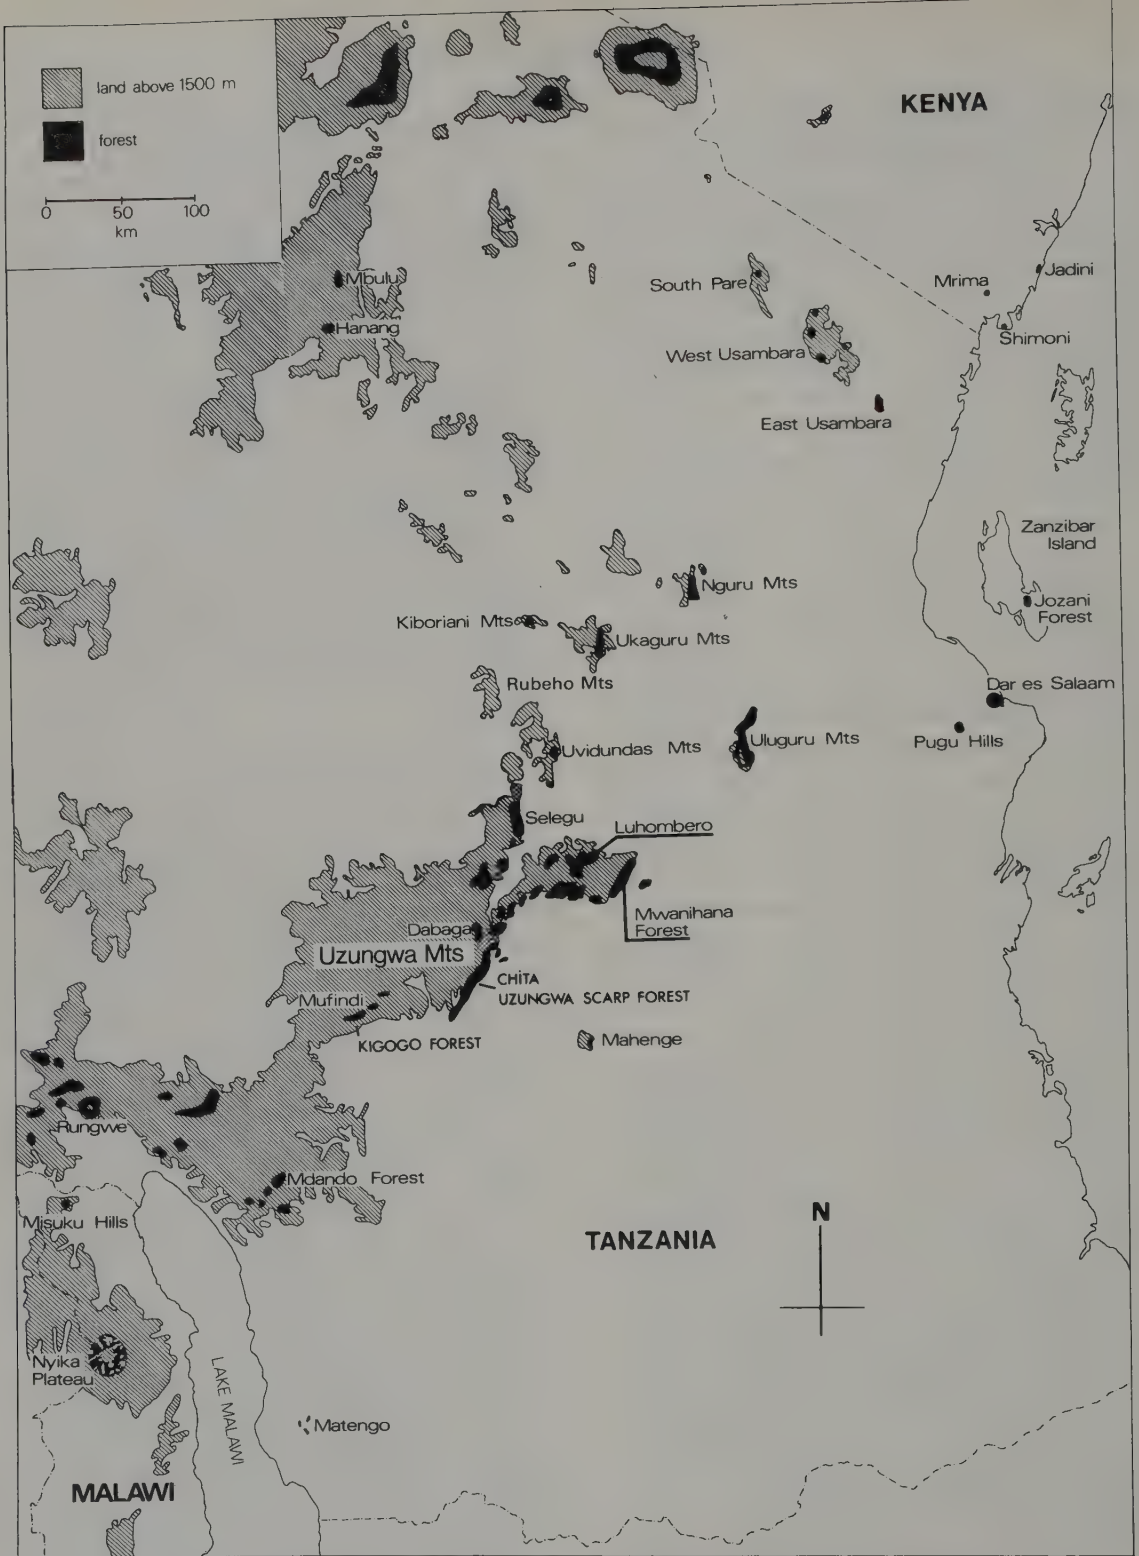 land above 1500 m
forest
0 50 100
km
KENYA
Mbulu
Hanang
South Pare
West Usambara
East Usambara
Mrima
Jadini
Shimoni
Zanzibar
Island
Jozani
Forest
Nguru Mts
Kiboriani Mts
Ukaguru Mts
Rubeho Mts
Dar es Salaam
Pugu Hills
Uluguru Mts
Uvidundas Mts
Selegu
Luhombero
Mwanihana
Forest
Dabaga
Uzungwa Mts
CHITA
UZUNGWA SCARP FOREST
Mufindi
KIGOGO FOREST
Mahenge
Rungwe
Mdando Forest
Misuku Hills
TANZANIA
N
Nyika
Plateau
LAKE MALAWI
Matengo
MALAWI